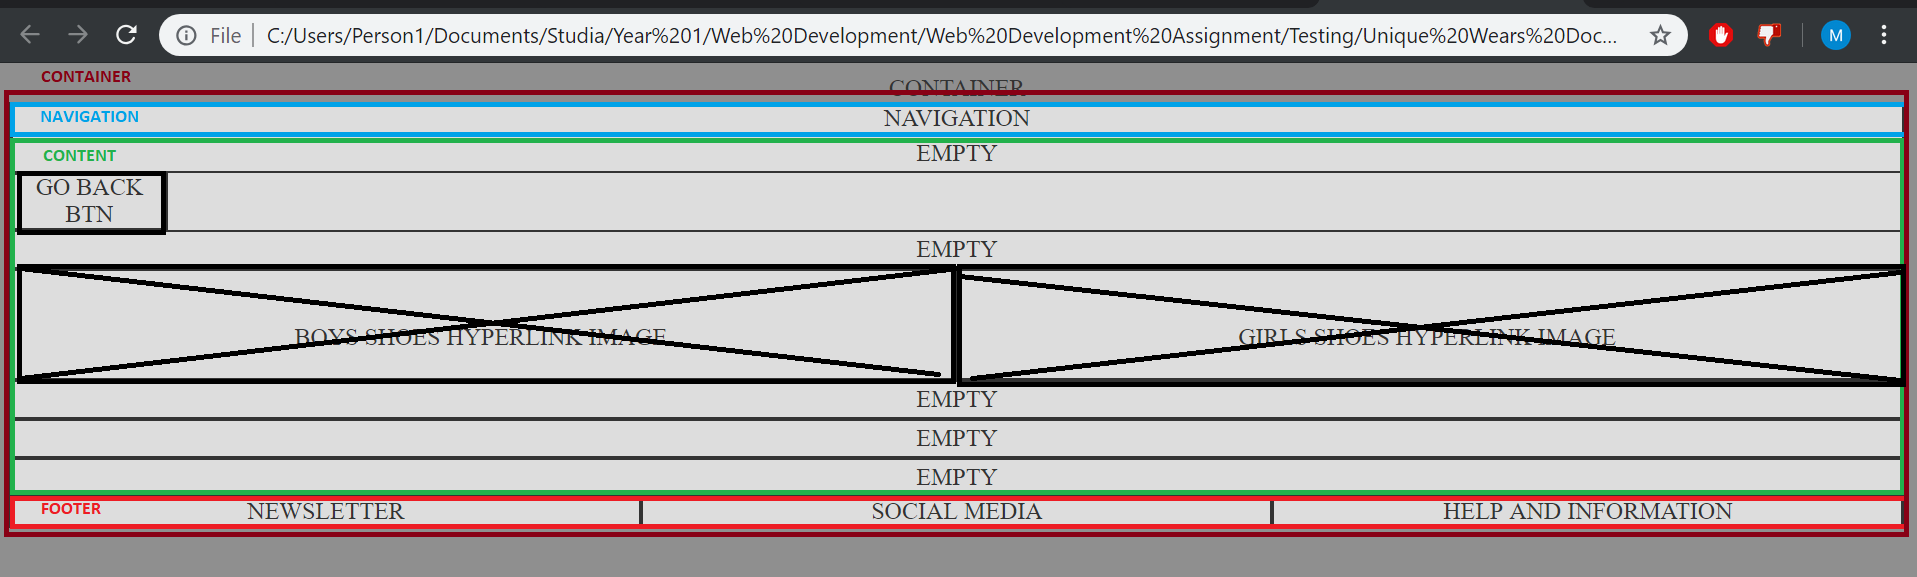 File C:/Users/Person1/Documents/Studia/Year%201/Web%20Development/Web%20Development%20Assignment/Testing/Unique%20Wears%20Doc...
M
CONTAINER
CONTAINER
NAVIGATION
NAVIGATION
CONTENT
EMPTY
GO BACK
BTN
EMPTY
BOYS SHOES HYPERLINK IMAGE
GIRLS SHOES HYPERLINK IMAGE
EMPTY
EMPTY
EMPTY
FOOTER
NEWSLETTER
SOCIAL MEDIA
HELP AND INFORMATION